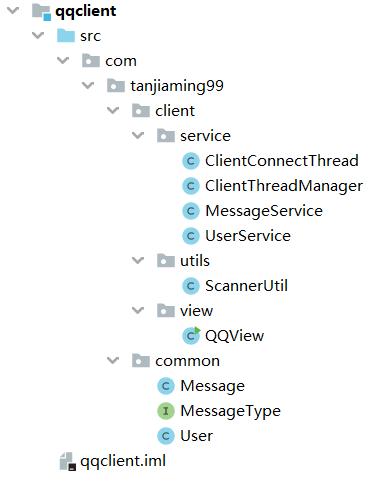 qqclient
src
com
tanjiaming99
client
service
ClientConnectThread
ClientThreadManager
MessageService
UserService
utils
ScannerUtil
view
QQView
common
Message
MessageType
User
qqclient.iml